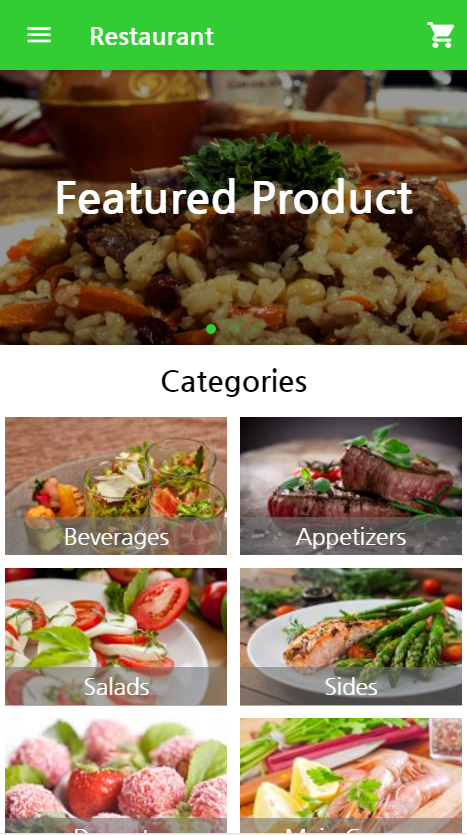 Restaurant
Featured Product
Categories
Beverages
Appetizers
Salads
Sides